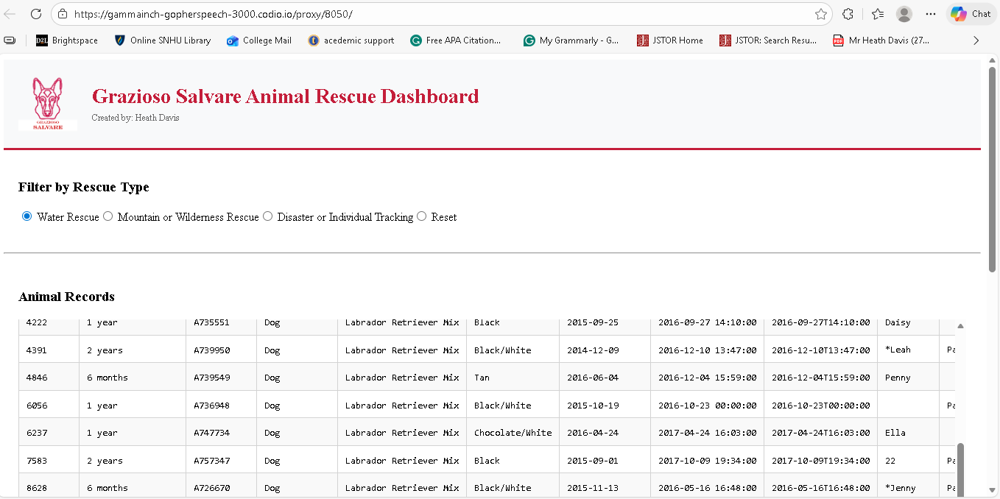 https://gammainch-gopherspeech-3000.codio.io/proxy/8050/
Chat
D2L Brightspace Online SNHU Library College Mail acedemic support Free APA Citation... My Grammarly - G... JSTOR Home JSTOR: Search Resu... PDF Mr Heath Davis (27...
GRAZIOSO
SALVARE
Grazioso Salvare Animal Rescue Dashboard
Created by: Heath Davis
Filter by Rescue Type
Water Rescue Mountain or Wilderness Rescue Disaster or Individual Tracking Reset
Animal Records
4222 1 year A735551 Dog Labrador Retriever Mix Black 2015-09-25 2016-09-27 14:10:00 2016-09-27T14:10:00 Daisy
4391 2 years A739950 Dog Labrador Retriever Mix Black/White 2014-12-09 2016-12-10 13:47:00 2016-12-10T13:47:00 *Leah Pa
4846 6 months A739549 Dog Labrador Retriever Mix Tan 2016-06-04 2016-12-04 15:59:00 2016-12-04T15:59:00 Penny
6056 1 year A736948 Dog Labrador Retriever Mix Black/White 2015-10-19 2016-10-23 00:00:00 2016-10-23T00:00:00 Pa
6237 1 year A747734 Dog Labrador Retriever Mix Chocolate/White 2016-04-24 2017-04-24 16:03:00 2017-04-24T16:03:00 Ella
7583 2 years A757347 Dog Labrador Retriever Mix Black 2015-09-01 2017-10-09 19:34:00 2017-10-09T19:34:00 22 Pa
8628 6 months A726670 Dog Labrador Retriever Mix Black/White 2015-11-13 2016-05-16 16:48:00 2016-05-16T16:48:00 *Jenny Pa